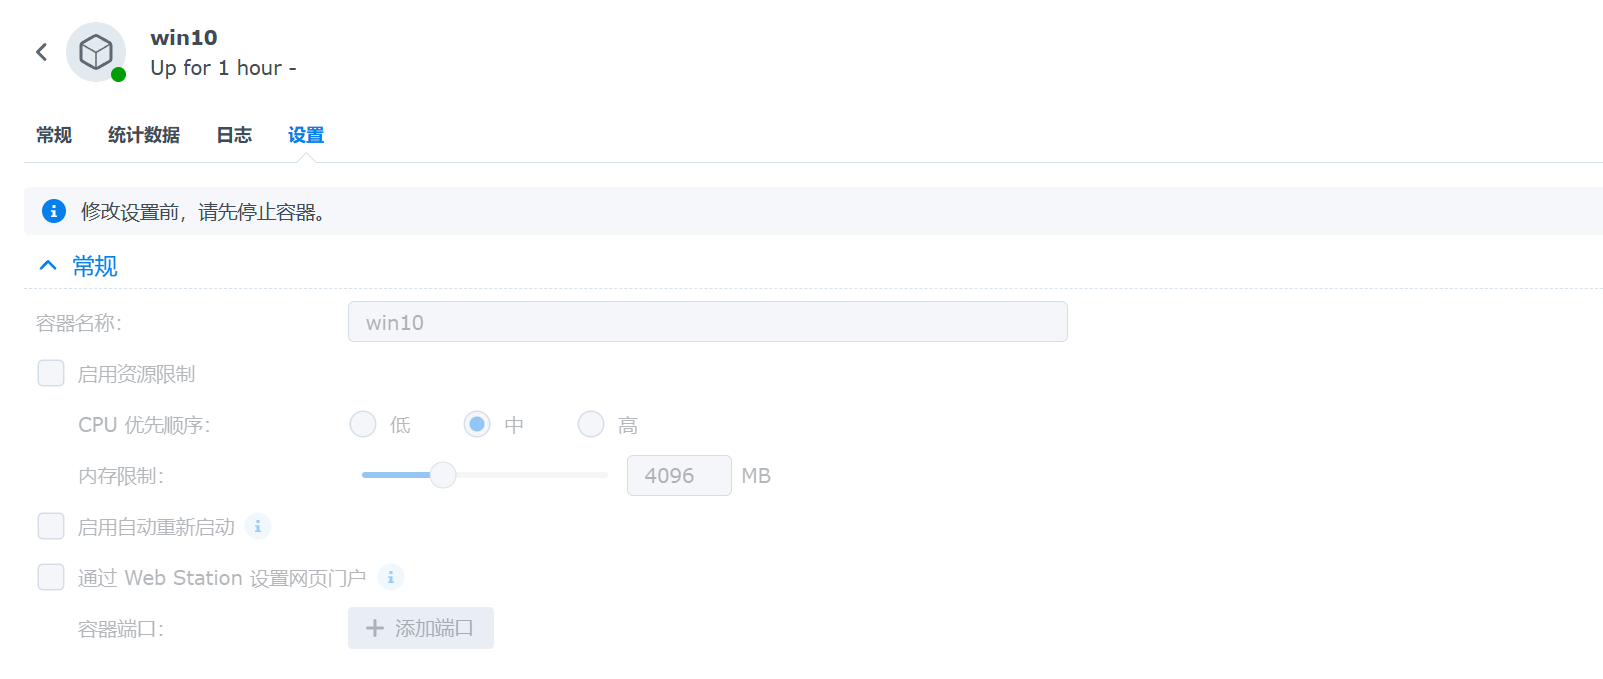 win10
Up for 1 hour -
常规 统计数据 日志 设置
修改设置前，请先停止容器。
常规
容器名称: win10
启用资源限制
CPU 优先顺序: 低 中 高
内存限制: 4096 MB
启用自动重新启动
通过 Web Station 设置网页门户
容器端口: + 添加端口